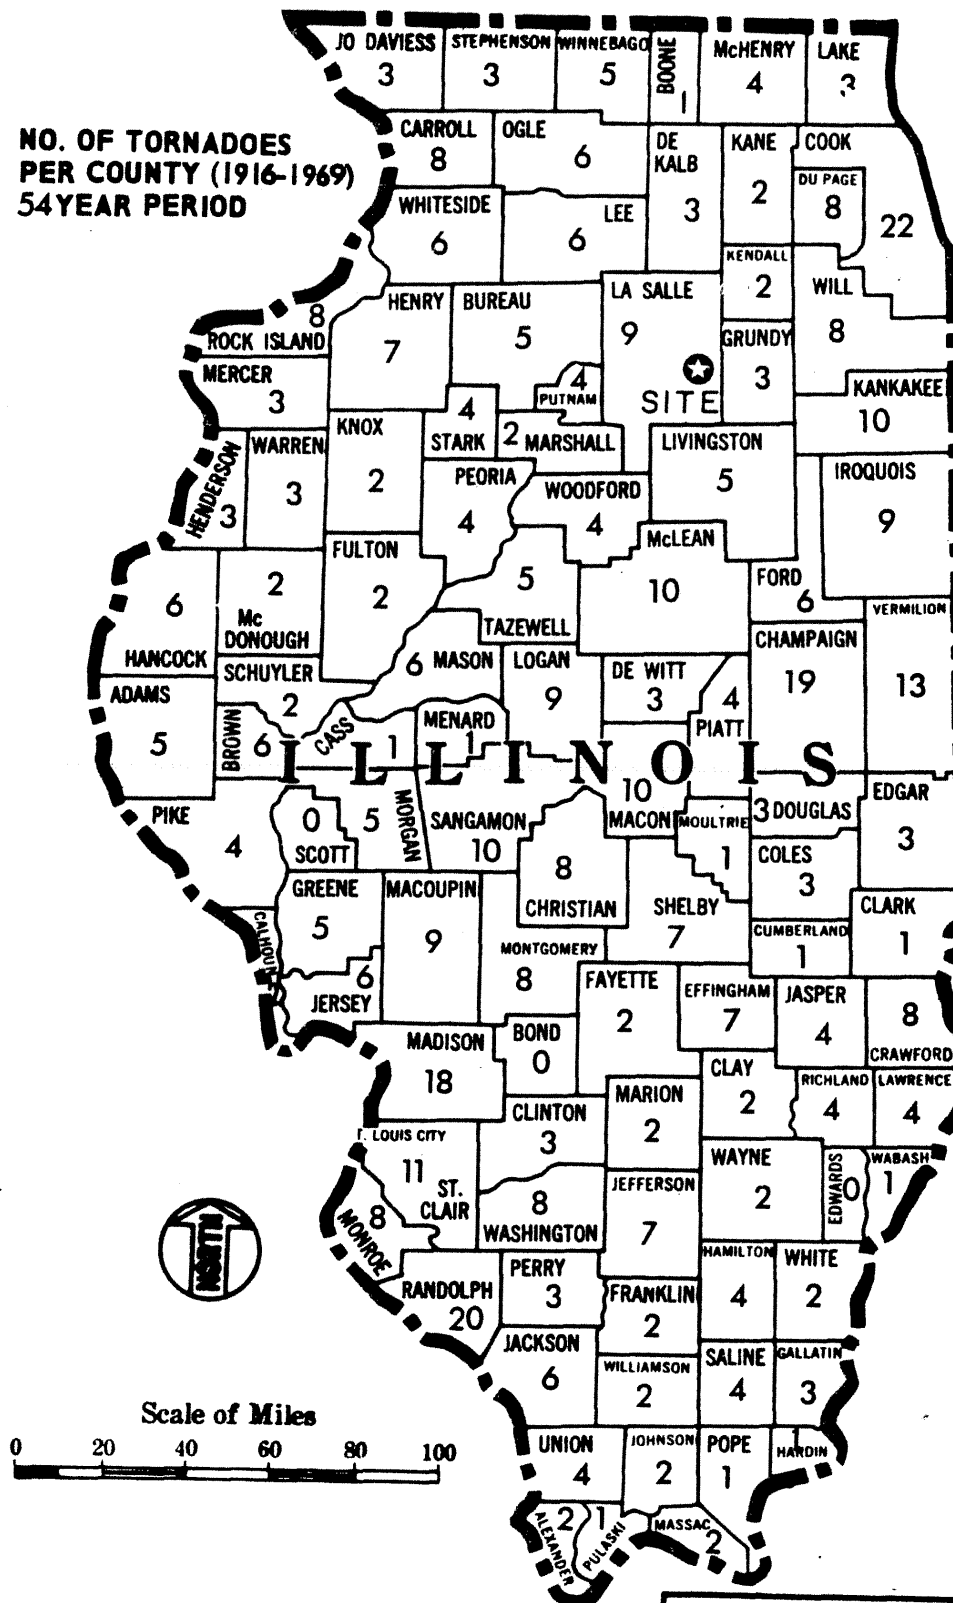 NO. OF TORNADOES
PER COUNTY (1916-1969)
54 YEAR PERIOD
JO DAVIESS
3
STEPHENSON
3
WINNEBAGO
5
BOONE
1
McHENRY
4
LAKE
3
CARROLL
8
OGLE
6
DE
KALB
3
KANE
2
COOK
22
DU PAGE
8
WHITESIDE
6
LEE
6
KENDALL
2
WILL
8
8
ROCK ISLAND
HENRY
7
BUREAU
5
LA SALLE
9
SITE
GRUNDY
3
MERCER
3
4
PUTNAM
KANKAKEE
10
KNOX
2
4
STARK
2
MARSHALL
LIVINGSTON
5
WARREN
3
HENDERSON
3
PEORIA
4
WOODFORD
4
IROQUOIS
9
FULTON
2
McLEAN
10
FORD
6
6
HANCOCK
2
Mc
DONOUGH
5
TAZEWELL
VERMILION
13
CHAMPAIGN
19
SCHUYLER
2
6
MASON
LOGAN
9
DE WITT
3
4
PIATT
ADAMS
5
BROWN
6
CASS
1
MENARD
1
ILLINOIS
10
MACON
3
DOUGLAS
EDGAR
3
PIKE
4
0
SCOTT
5
MORGAN
SANGAMON
10
MOULTRIE
1
COLES
3
8
CHRISTIAN
SHELBY
7
GREENE
5
MACOUPIN
9
CLARK
1
CUMBERLAND
1
CALHOUN
6
JERSEY
MONTGOMERY
8
FAYETTE
2
EFFINGHAM
7
JASPER
4
8
CRAWFORD
MADISON
18
BOND
0
CLAY
2
RICHLAND
4
LAWRENCE
4
MARION
2
CLINTON
3
T. LOUIS CITY
11
ST.
CLAIR
WAYNE
2
EDWARDS
0
WABASH
1
8
MONROE
8
WASHINGTON
JEFFERSON
7
NORTH
RANDOLPH
20
PERRY
3
FRANKLIN
2
HAMILTON
4
WHITE
2
JACKSON
6
WILLIAMSON
2
SALINE
4
GALLATIN
3
Scale of Miles
0 20 40 60 80 100
UNION
4
JOHNSON
2
POPE
1
1
HARDIN
2
ALEXANDER
1
PULASKI
MASSAC
2